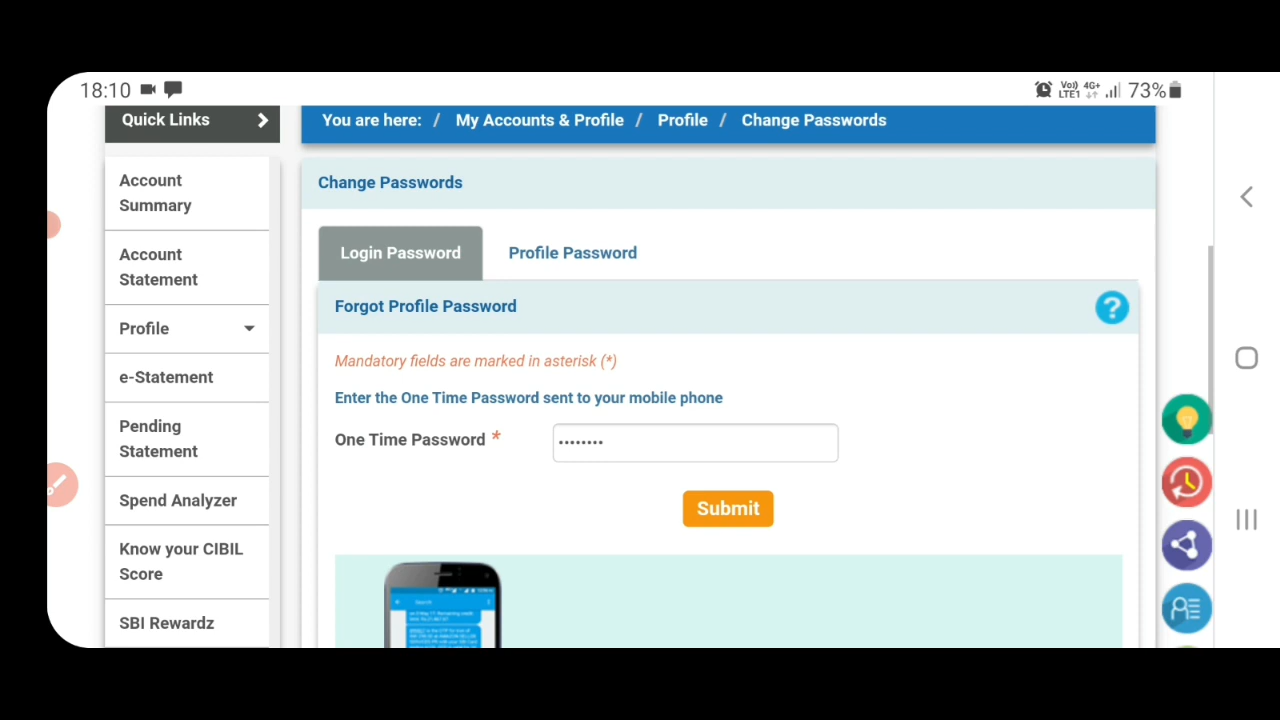 18:10
Vo)) 4G+
LTE1
73%
Quick Links
You are here: / My Accounts & Profile / Profile / Change Passwords
Account
Summary
Account
Statement
Profile
e-Statement
Pending
Statement
Spend Analyzer
Know your CIBIL
Score
SBI Rewardz
Change Passwords
Login Password
Profile Password
Forgot Profile Password
?
Mandatory fields are marked in asterisk (*)
Enter the One Time Password sent to your mobile phone
One Time Password *
••••••••
Submit